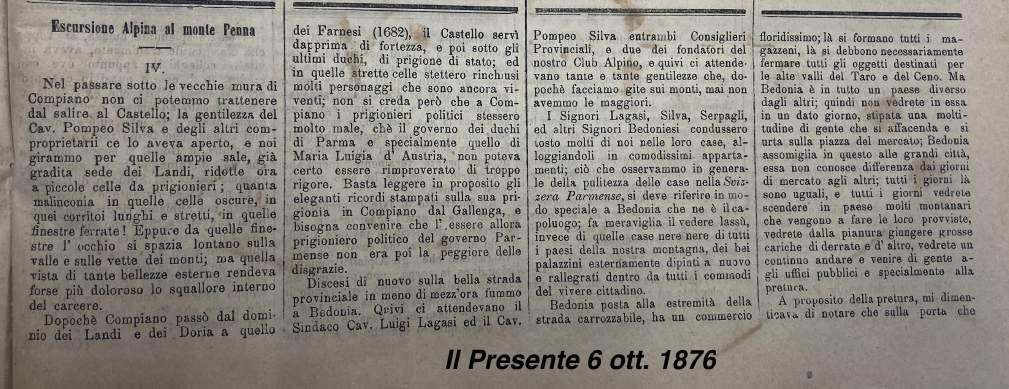 Escursione Alpina al monte Penna
IV.
Nel passare sotto le vecchie mura di
Compiano non ci potemmo trattenere
dal salire al Castello; la gentilezza del
Cav. Pompeo Silva e degli altri com-
proprietarii ce lo aveva aperto, e noi
girammo per quelle ampie sale, già
gradita sede dei Landi, ridotte ora
a piccole celle da prigionieri; quanta
malinconia in quelle celle oscure, in
quei corritoi lunghi e stretti, in quelle
finestre ferrate! Eppure da quelle fine-
stre l'occhio si spazia lontano sulla
valle e sulle vette dei monti; ma quella
vista di tante bellezze esterne rendeva
forse più doloroso lo squallore interno
del carcere.
Dopochè Compiano passò dal domi-
nio dei Landi e dei Doria a quello
dei Farnesi (1682), il Castello servì
dapprima di fortezza, e poi sotto gli
ultimi duchi, di prigione di stato; ed
in quelle strette celle stettero rinchiusi
molti personaggi che sono ancora vi-
venti; non si creda però che a Com-
piano i prigionieri politici stessero
molto male, chè il governo dei duchi
di Parma e specialmente quello di
Maria Luigia d'Austria, non poteva
certo essere rimproverato di troppo
rigore. Basta leggere in proposito gli
eleganti ricordi stampati sulla sua pri-
gionia in Compiano dal Gallenga, e
bisogna convenire che l'essere allora
prigioniero politico del governo Par-
mense non era poi la peggiore delle
disgrazie.
Discesi di nuovo sulla bella strada
provinciale in meno di mezz'ora fummo
a Bedonia. Quivi ci attendevano il
Sindaco Cav. Luigi Lagasi ed il Cav.
Pompeo Silva entrambi Consiglieri
Provinciali, e due dei fondatori del
nostro Club Alpino, e quivi ci attende-
vano tante e tante gentilezze che, do-
pochè facciamo gite sui monti, mai non
avemmo le maggiori.
I Signori Lagasi, Silva, Serpagli,
ed altri Signori Bedoniesi condussero
tosto molti di noi nelle loro case, al-
loggiandoli in comodissimi apparta-
menti; ciò che osservammo in genera-
le della pulitezza delle case nella Sviz-
zera Parmense, si deve riferire in mo-
do speciale a Bedonia che ne è il ca-
poluogo; fa meraviglia il vedere lassù,
invece di quelle case nere nere di tutti
i paesi della nostra montagna, dei bei
palazzini esternamente dipinti a nuovo
e rallegrati dentro da tutti i commodi
del vivere cittadino.
Bedonia posta alla estremità della
strada carrozzabile, ha un commercio
floridissimo; là si formano tutti i ma-
gazzeni, là si debbono necessariamente
fermare tutti gli oggetti destinati per
le alte valli del Taro e del Ceno. Ma
Bedonia è in tutto un paese diverso
dagli altri; quindi non vedrete in essa
in un dato giorno, stipata una molti-
tudine di gente che si affacenda e si
urta sulla piazza del mercato; Bedonia
assomiglia in questo alle grandi città,
essa non conosce differenza dai giorni
di mercato agli altri; tutti i giorni là
sono uguali, e tutti i giorni vedrete
scendere in paese molti montanari
che vengono a fare le loro provviste,
vedrete dalla pianura giungere grosse
cariche di derrate e d'altro, vedrete un
continuo andare e venire di gente a-
gli uffici pubblici e specialmente alla
pretura.
A proposito della pretura, mi dimen-
ticava di notare che sulla porta che
Il Presente 6 ott. 1876